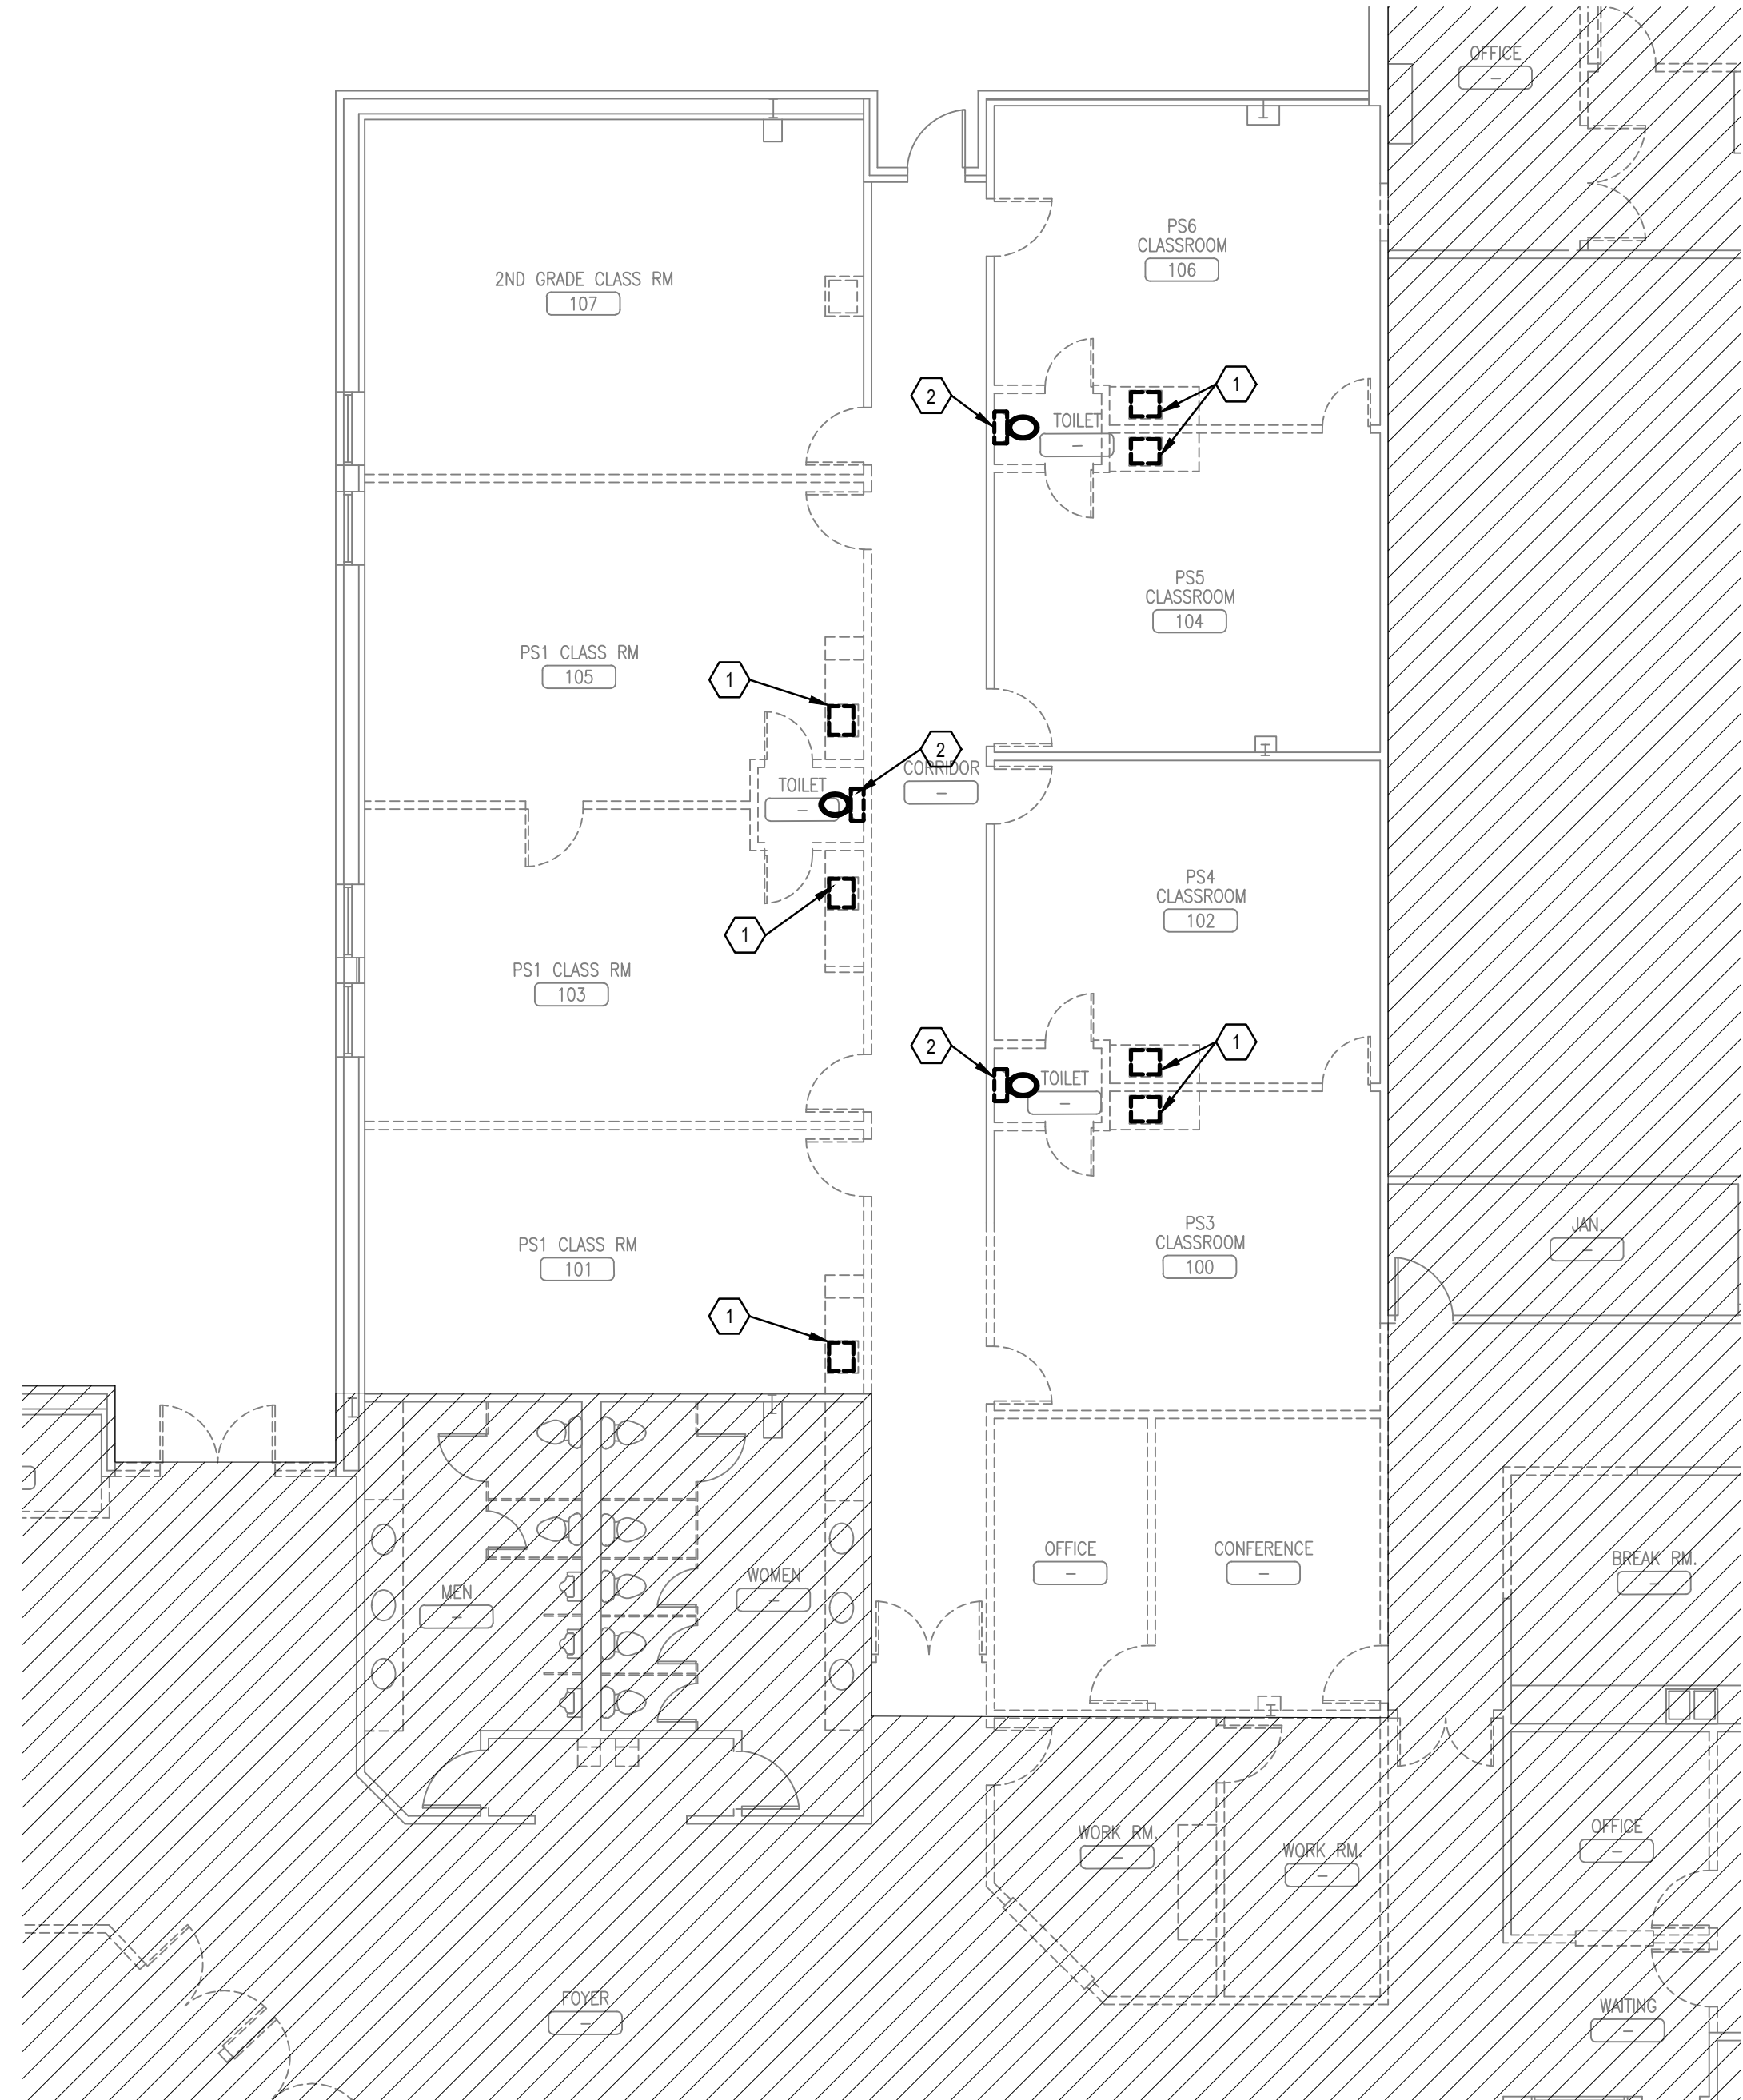 OFFICE
-
PS6
CLASSROOM
106
2ND GRADE CLASS RM
107
1
2
TOILET
-
PS5
CLASSROOM
104
PS1 CLASS RM
105
1
2
CORRIDOR
-
TOILET
-
PS4
CLASSROOM
102
1
PS1 CLASS RM
103
2
1
TOILET
-
PS3
CLASSROOM
100
JAN.
-
PS1 CLASS RM
101
1
OFFICE
-
CONFERENCE
-
BREAK RM.
-
MEN
-
WOMEN
-
WORK RM.
-
WORK RM.
-
OFFICE
-
FOYER
-
WAITING
-